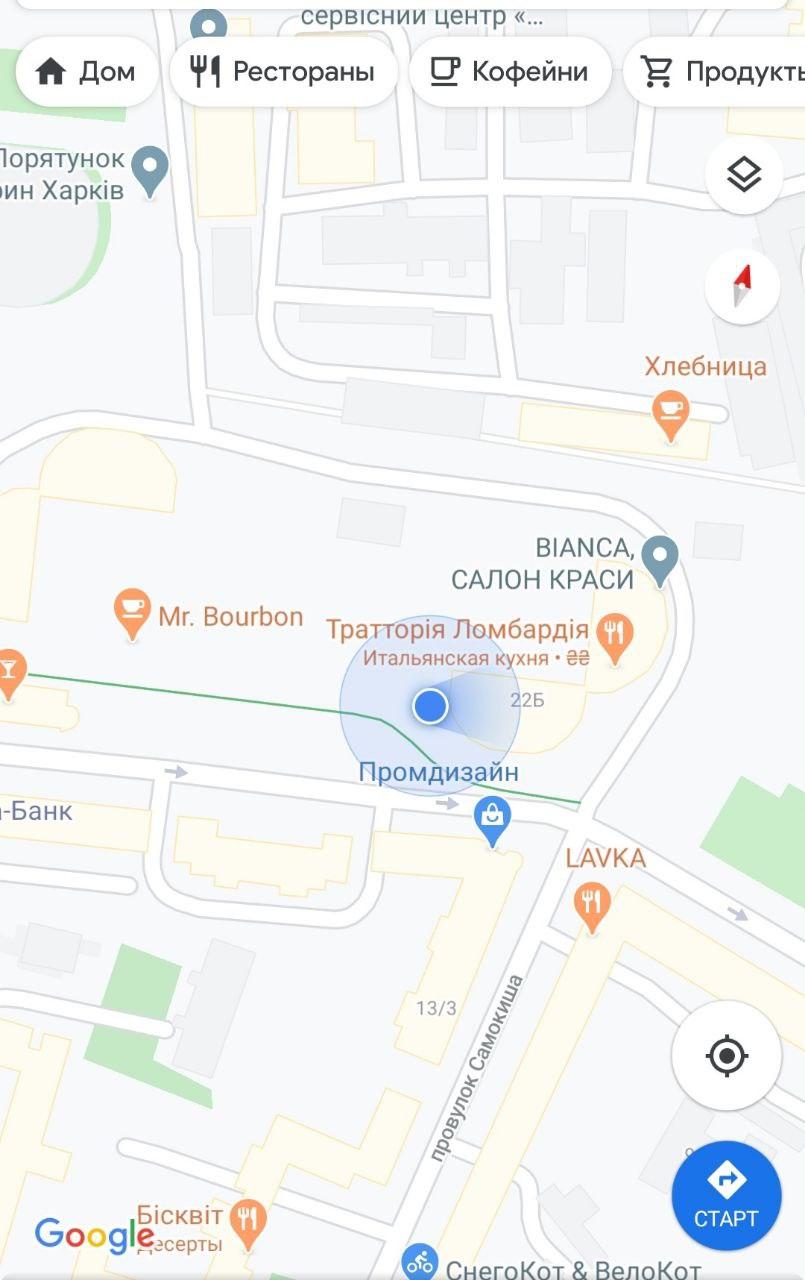 сервісний центр «...
Дом
Рестораны
Кофейни
Продукты
Порятунок
рин Харків
Хлебница
BIANCA,
САЛОН КРАСИ
Mr. Bourbon
Тратторія Ломбардія
Итальянская кухня • ₴₴
22Б
Промдизайн
а-Банк
LAVKA
13/3
провулок Самокиша
СТАРТ
Бісквіт
десерты
Google
СнегоКот & ВелоКот